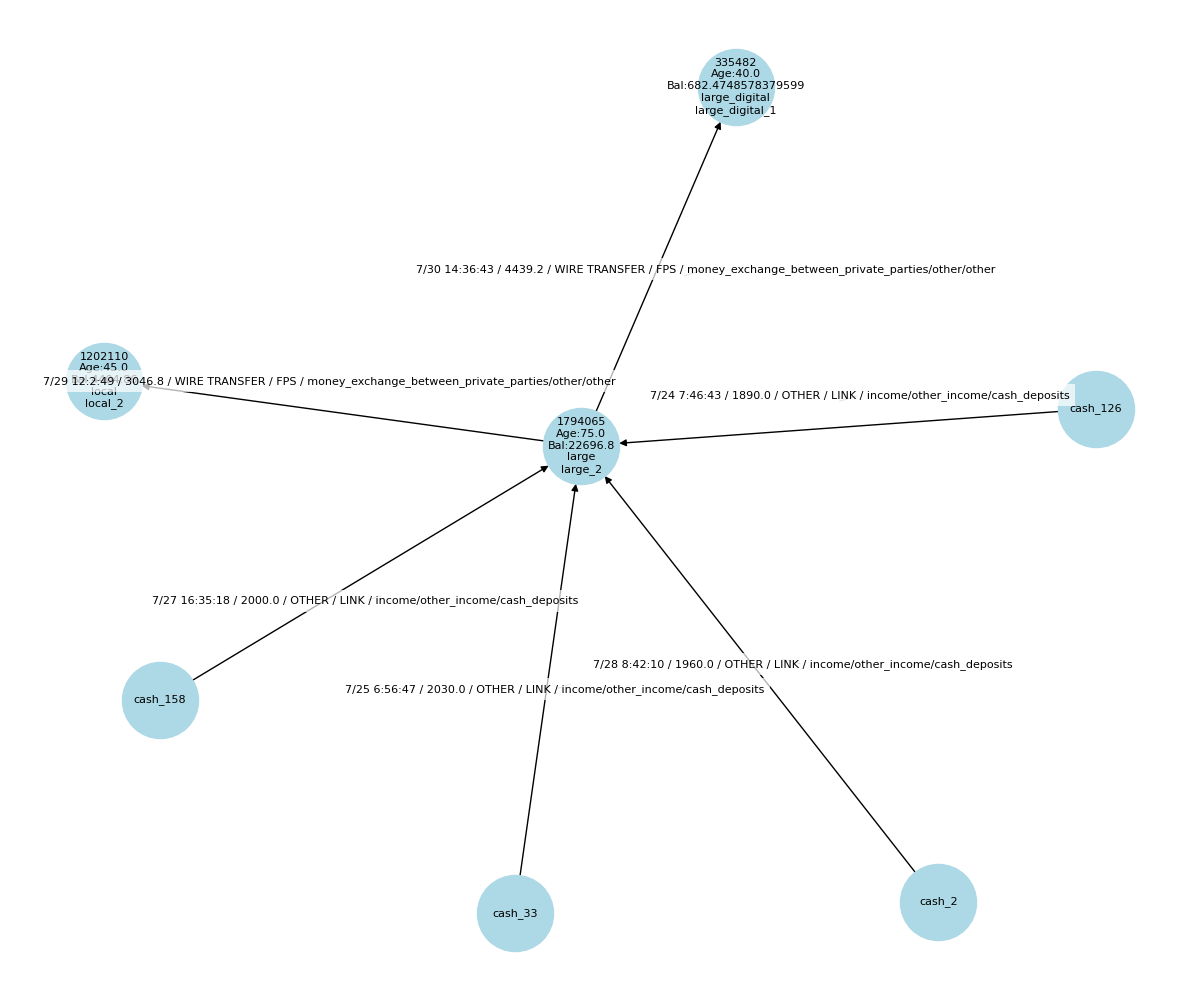 335482
Age:40.0
Bal:682.4748578379599
large_digital
large_digital_1
7/30 14:36:43 / 4439.2 / WIRE TRANSFER / FPS / money_exchange_between_private_parties/other/other
1202110
Age:45.0
7/29 12:2:49 / 3046.8 / WIRE TRANSFER / FPS / money_exchange_between_private_parties/other/other
local
local_2
7/24 7:46:43 / 1890.0 / OTHER / LINK / income/other_income/cash_deposits
cash_126
1794065
Age:75.0
Bal:22696.8
large
large_2
7/27 16:35:18 / 2000.0 / OTHER / LINK / income/other_income/cash_deposits
7/28 8:42:10 / 1960.0 / OTHER / LINK / income/other_income/cash_deposits
7/25 6:56:47 / 2030.0 / OTHER / LINK / income/other_income/cash_deposits
cash_158
cash_2
cash_33